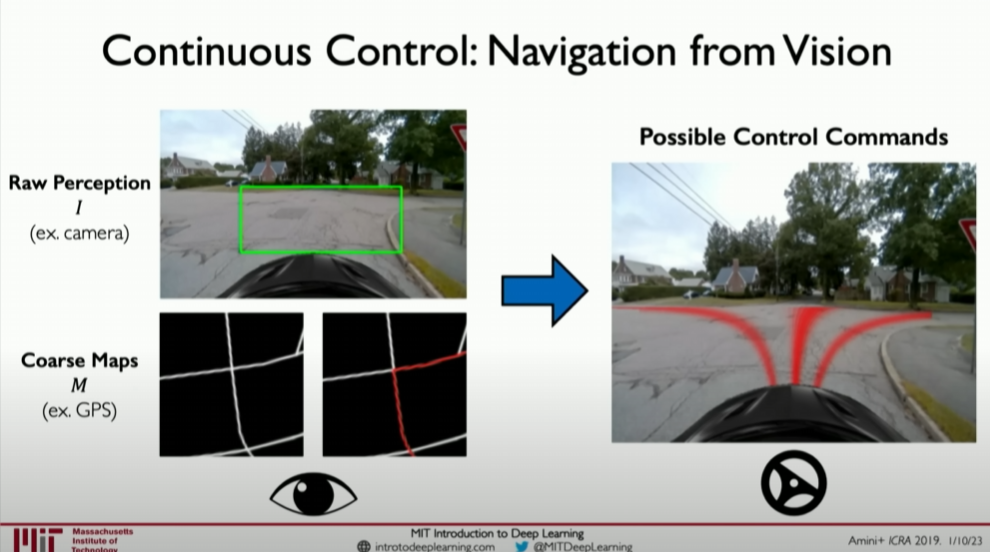 Continuous Control: Navigation from Vision
Raw Perception
I
(ex. camera)
Coarse Maps
M
(ex. GPS)
Possible Control Commands
Massachusetts
Institute of
Technology
MIT Introduction to Deep Learning
introtodeeplearning.com @MITDeepLearning
Amini+ ICRA 2019. 1/10/23